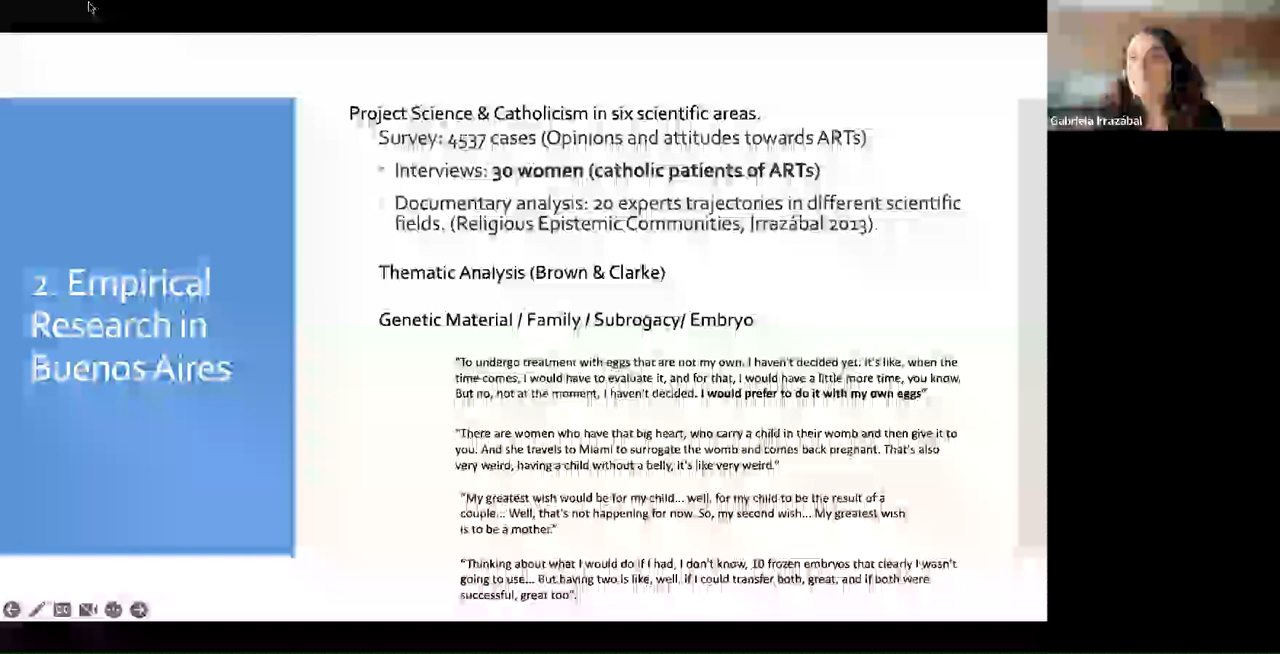 Project Science & Catholicism in six scientific areas.
Survey: 4537 cases (Opinions and attitudes towards ARTs)
Interviews: 30 women (catholic patients of ARTs)
Documentary analysis: 20 experts trajectories in different scientific
fields. (Religious Epistemic Communities, Irrazábal 2013).
Thematic Analysis (Brown & Clarke)
Genetic Material / Family / Subrogacy/ Embryo
2. Empirical
Research in
Buenos Aires
"To undergo treatment with eggs that are not my own. I haven't decided yet. It's like, when the
time comes, I would have to evaluate it, and for that, I would have a little more time, you know,
But no, not at the moment, I haven't decided. I would prefer to do it with my own eggs"
"There are women who have that big heart, who carry a child in their womb and then give it to
you. And she travels to Miami to surrogate the womb and comes back pregnant. That's also
very weird, having a child without a belly, it's like very weird."
"My greatest wish would be for my child... well, for my child to be the result of a
couple... Well, that's not happening for now. So, my second wish... My greatest wish
is to be a mother."
"Thinking about what I would do if I had, I don't know, 10 frozen embryos that clearly I wasn't
going to use... But having two is like, well, if I could transfer both, great, and if both were
successful, great too".
Gabriela Irrazábal